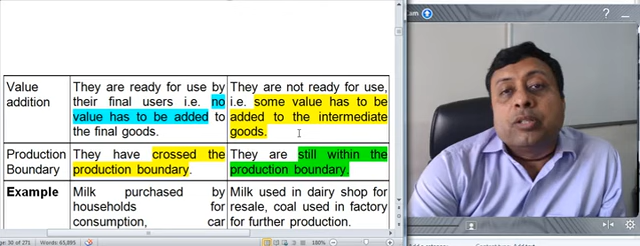 Value addition
They are ready for use by
their final users i.e. no
value has to be added to
the final goods.
They are not ready for use,
i.e. some value has to be
added to the intermediate
goods.
Production Boundary
They have crossed the
production boundary.
They are still within the
production boundary.
Example
Milk purchased by
households for
consumption, car
Milk used in dairy shop for
resale, coal used in factory
for further production.
Words: 65,895
180%